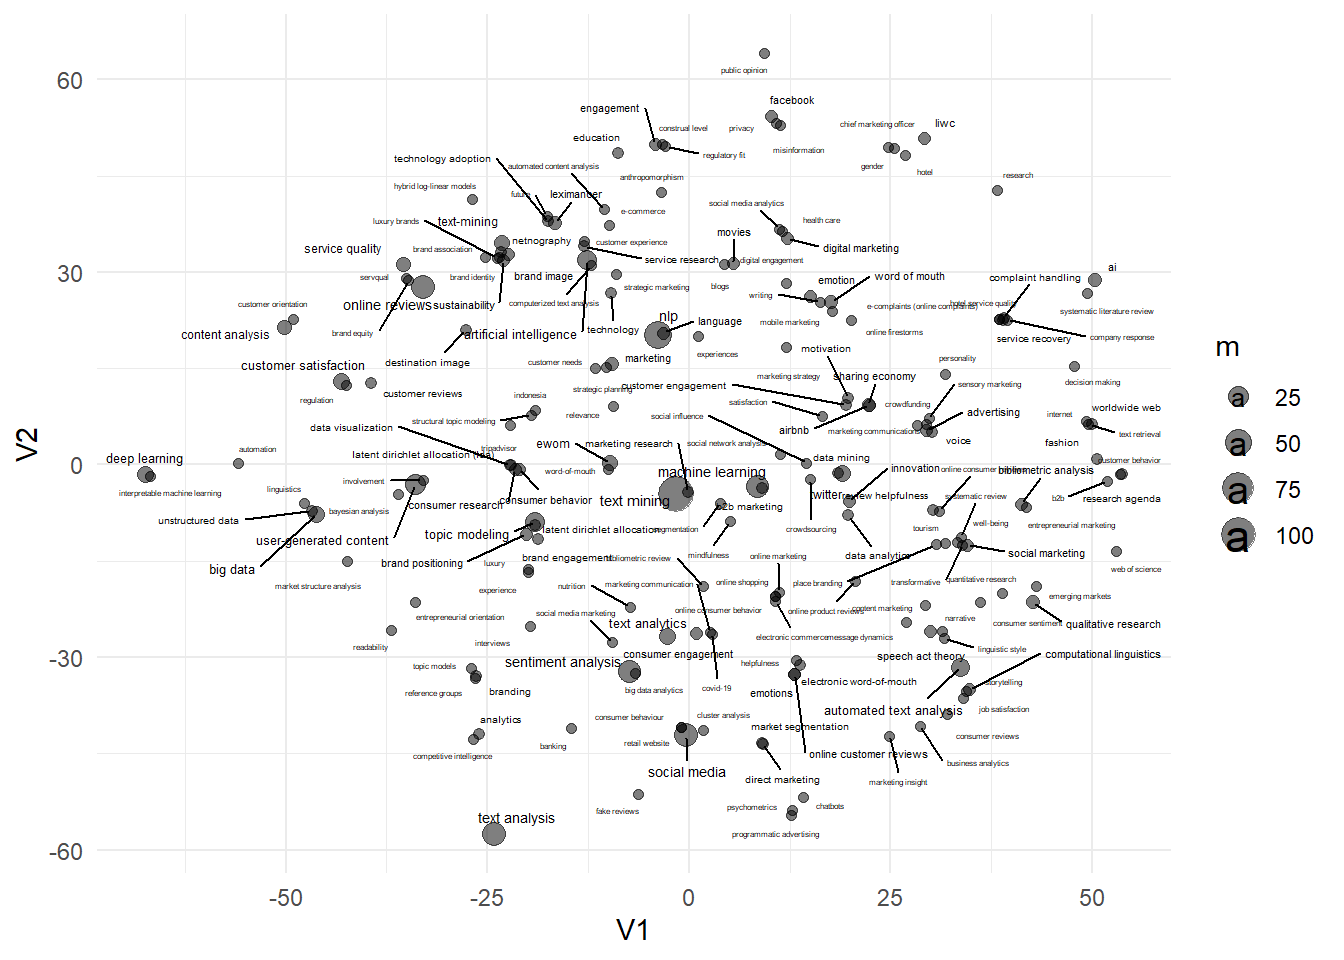 60
public opinion
facebook
engagement
construal level
privacy
chief marketing officer
liwc
education
technology adoption
automated content analysis
regulatory fit
misinformation
gender
hotel
research
hybrid log-linear models
future
leximancer
anthropomorphism
luxury brands
text-mining
e-commerce
social media analytics
health care
service quality
brand association
netnography
customer experience
movies
digital marketing
servqual
brand identity
brand image
service research
digital engagement
30
emotion
word of mouth
complaint handling
ai
customer orientation
online reviews
sustainability
computerized text analysis
strategic marketing
blogs
writing
e-complaints (online complaints)
hotel service quality
systematic literature review
content analysis
brand equity
artificial intelligence
technology
nlp
language
mobile marketing
online firestorms
service recovery
company response
destination image
customer needs
marketing
experiences
motivation
customer satisfaction
personality
regulation
customer reviews
strategic planning
customer engagement
marketing strategy
sharing economy
sensory marketing
decision making
indonesia
structural topic modeling
relevance
social influence
satisfaction
crowdfunding
advertising
internet
worldwide web
data visualization
airbnb
marketing communications
text retrieval
ewom
marketing research
social network analysis
voice
fashion
automation
deep learning
tripadvisor
latent dirichlet allocation (lda)
word-of-mouth
machine learning
data mining
innovation
online consumer reviews
bibliometric analysis
customer behavior
0
interpretable machine learning
linguistics
involvement
consumer behavior
text mining
twitter
review helpfulness
systematic review
b2b
research agenda
unstructured data
bayesian analysis
consumer research
b2b marketing
segmentation
crowdsourcing
tourism
well-being
entrepreneurial marketing
user-generated content
topic modeling
latent dirichlet allocation
big data
brand positioning
brand engagement
bibliometric review
mindfulness
online marketing
data analytics
social marketing
web of science
market structure analysis
luxury
experience
nutrition
marketing communication
online shopping
place branding
transformative
quantitative research
emerging markets
entrepreneurial orientation
social media marketing
online consumer behavior
online product reviews
content marketing
narrative
consumer sentiment
qualitative research
text analytics
electronic commerce
message dynamics
readability
interviews
linguistic style
-30
topic models
sentiment analysis
consumer engagement
helpfulness
speech act theory
computational linguistics
reference groups
branding
big data analytics
covid-19
emotions
electronic word-of-mouth
storytelling
analytics
consumer behaviour
cluster analysis
automated text analysis
job satisfaction
competitive intelligence
banking
retail website
market segmentation
online customer reviews
consumer reviews
business analytics
social media
direct marketing
marketing insight
fake reviews
psychometrics
chatbots
text analysis
programmatic advertising
-60
-50
-25
0
25
50
V1
V2
m
a 25
a 50
a 75
a 100